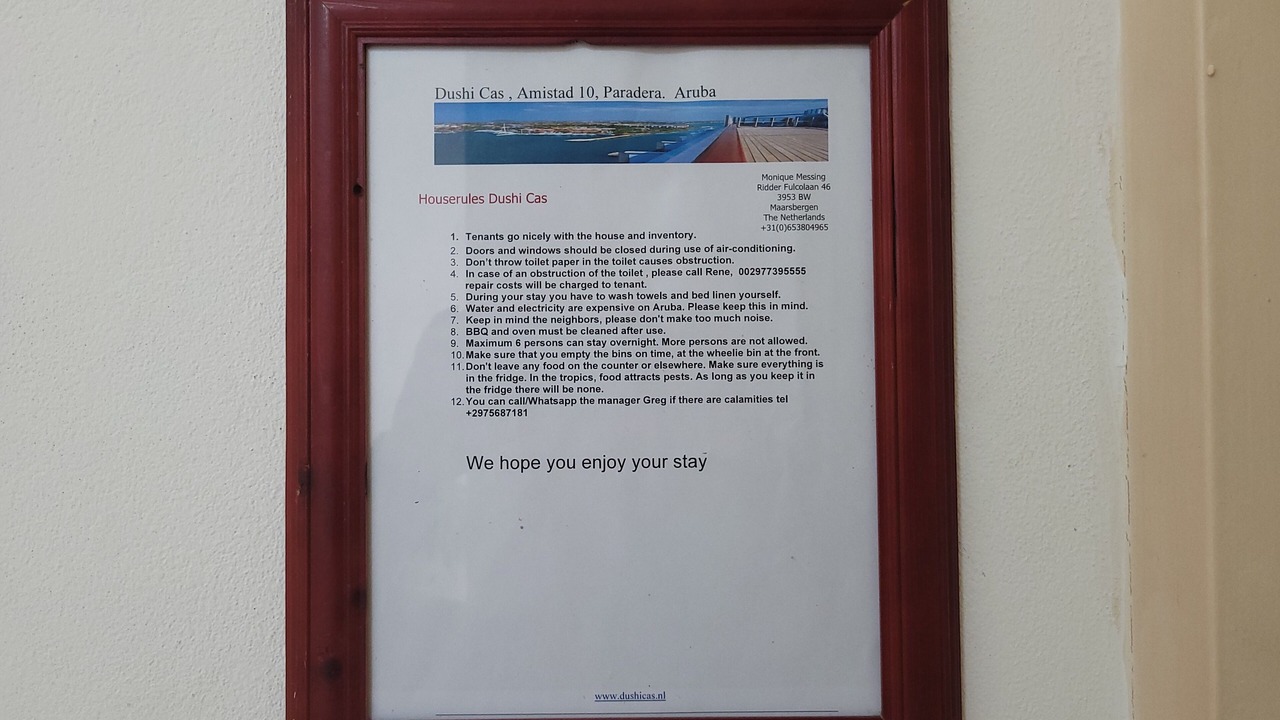 Dushi Cas , Amistad 10, Paradera.  Aruba
Monique Messing
Ridder Fulcolaan 46
3953 BW
Maarsbergen
The Netherlands
+31(0)653804965
Houserules Dushi Cas
1. Tenants go nicely with the house and inventory.
2. Doors and windows should be closed during use of air-conditioning.
3. Don't throw toilet paper in the toilet causes obstruction.
4. In case of an obstruction of the toilet , please call Rene,  002977395555
repair costs will be charged to tenant.
5. During your stay you have to wash towels and bed linen yourself.
6. Water and electricity are expensive on Aruba. Please keep this in mind.
7. Keep in mind the neighbors, please don't make too much noise.
8. BBQ and oven must be cleaned after use.
9. Maximum 6 persons can stay overnight. More persons are not allowed.
10. Make sure that you empty the bins on time, at the wheelie bin at the front.
11. Don't leave any food on the counter or elsewhere. Make sure everything is
in the fridge. In the tropics, food attracts pests. As long as you keep it in
the fridge there will be none.
12. You can call/Whatsapp the manager Greg if there are calamities tel
+2975687181
We hope you enjoy your stay
www.dushicas.nl